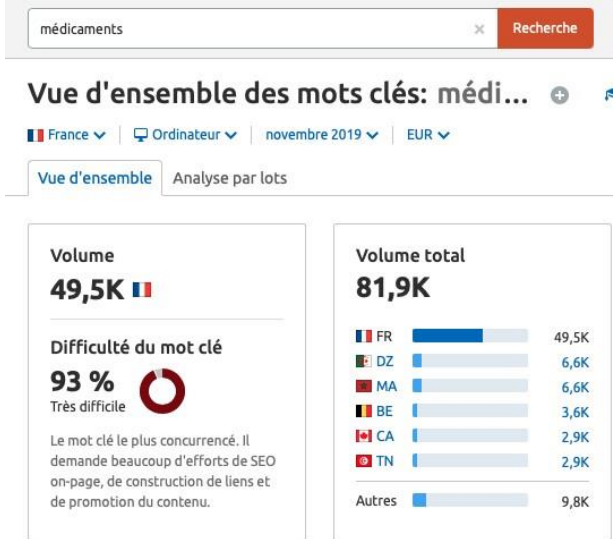 médicaments
Recherche
Vue d'ensemble des mots clés: médi...
France
Ordinateur
novembre 2019
EUR
Vue d'ensemble
Analyse par lots
Volume
49,5K
Difficulté du mot clé
93 %
Très difficile
Le mot clé le plus concurrencé. Il
demande beaucoup d'efforts de SEO
on-page, de construction de liens et
de promotion du contenu.
Volume total
81,9K
FR 49,5K
DZ 6,6K
MA 6,6K
BE 3,6K
CA 2,9K
TN 2,9K
Autres 9,8K